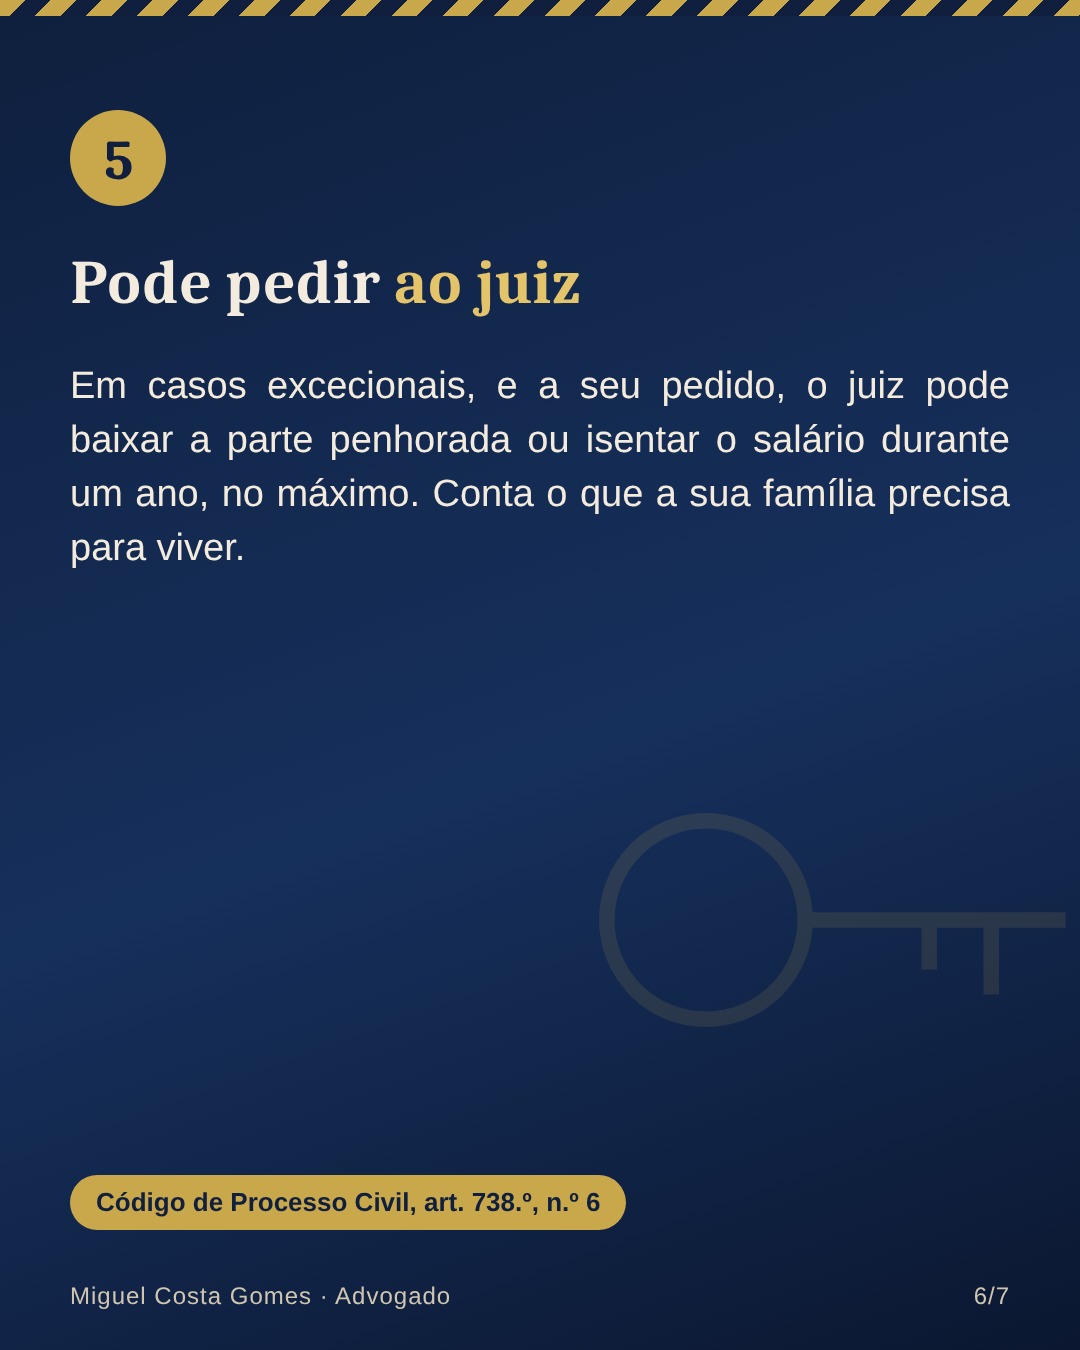 5
Pode pedir ao juiz
Em casos excecionais, e a seu pedido, o juiz pode
baixar a parte penhorada ou isentar o salário durante
um ano, no máximo. Conta o que a sua família precisa
para viver.
Código de Processo Civil, art. 738.º, n.º 6
Miguel Costa Gomes · Advogado
6/7